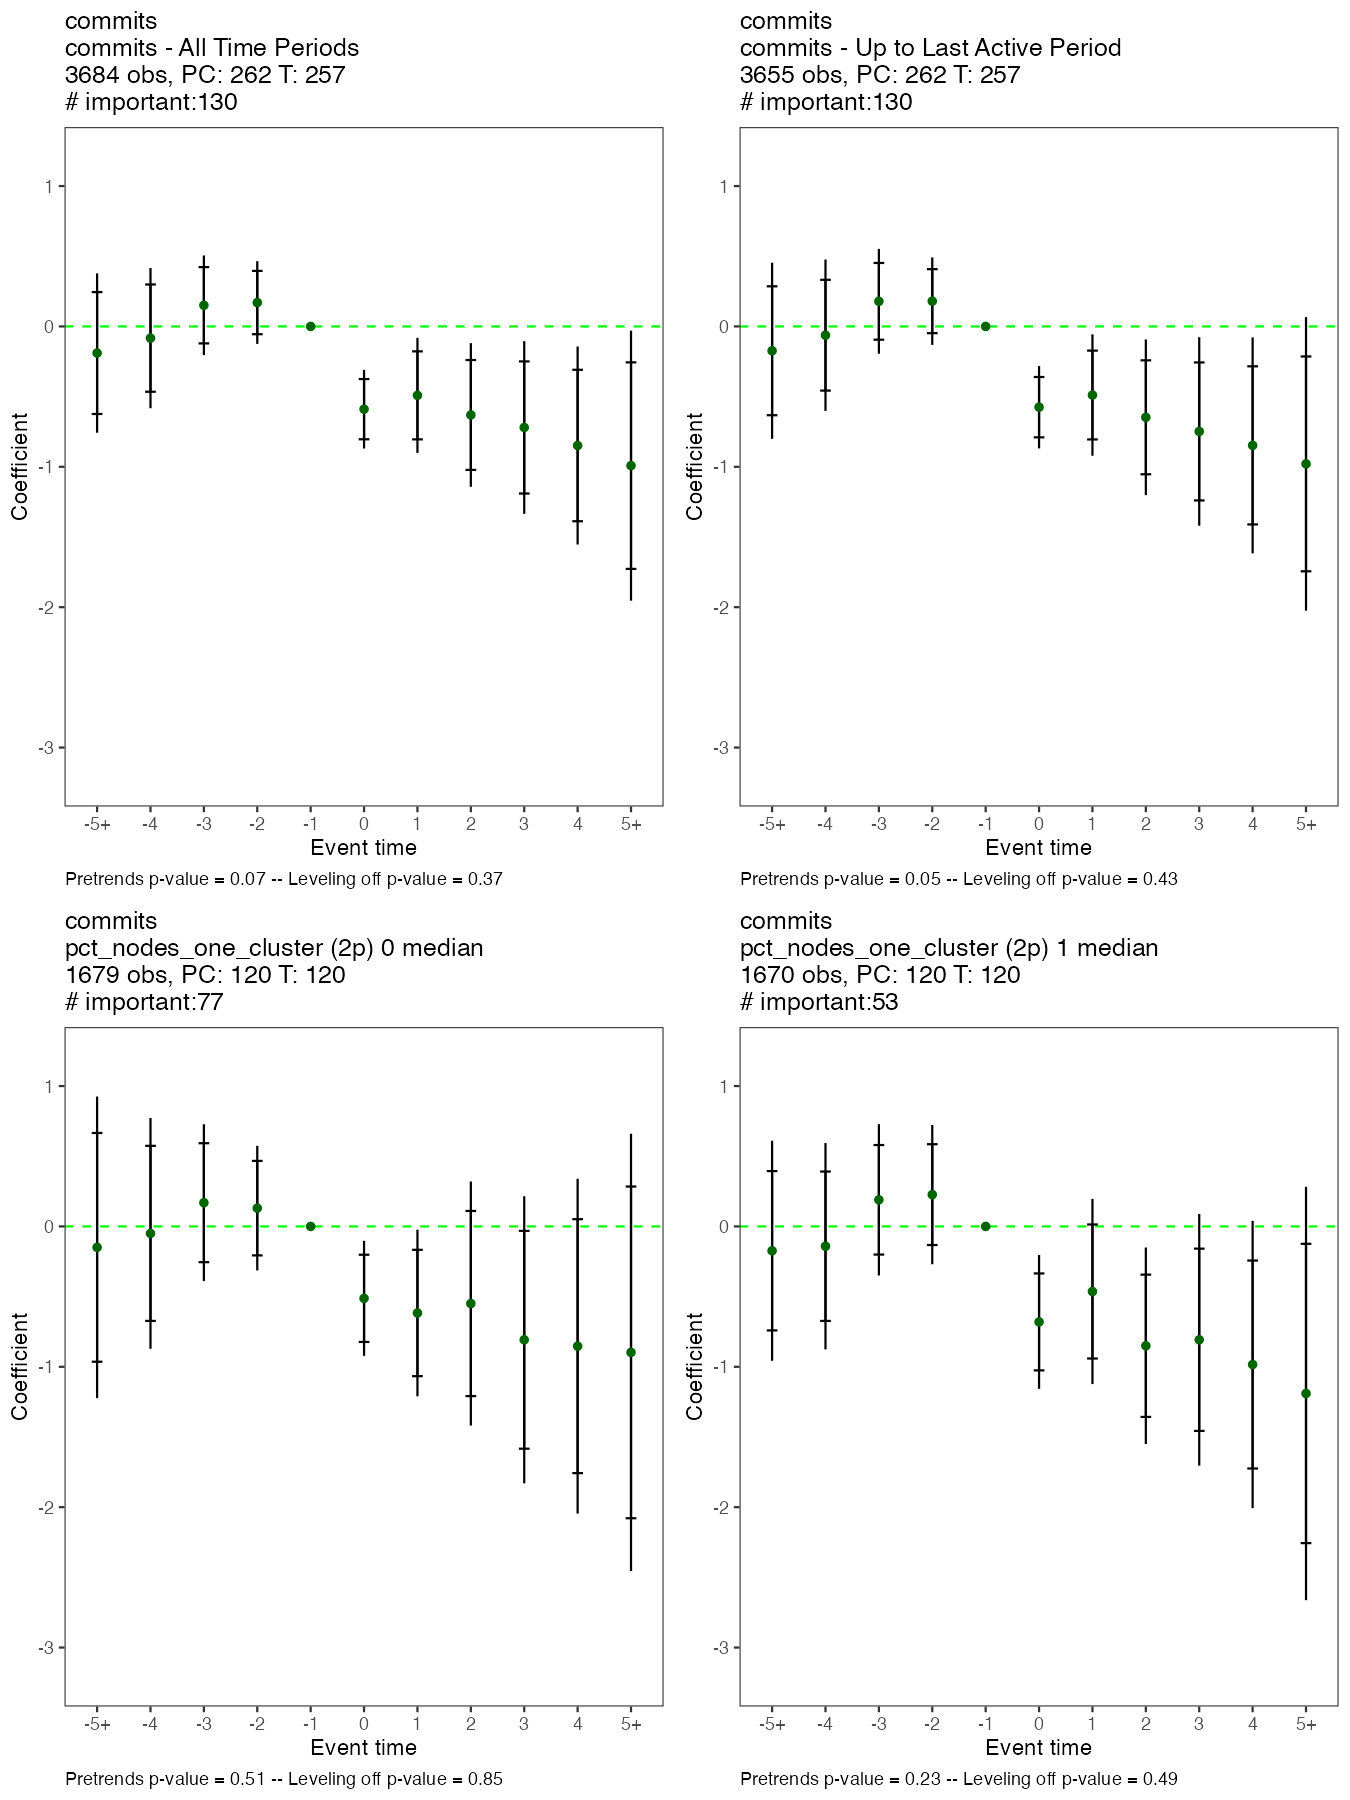 commits
commits - All Time Periods
3684 obs, PC: 262 T: 257
# important:130
1
0
-1
-2
-3
Coefficient
-5+ -4 -3 -2 -1 0 1 2 3 4 5+
Event time
Pretrends p-value = 0.07 -- Leveling off p-value = 0.37
commits
commits - Up to Last Active Period
3655 obs, PC: 262 T: 257
# important:130
1
0
-1
-2
-3
Coefficient
-5+ -4 -3 -2 -1 0 1 2 3 4 5+
Event time
Pretrends p-value = 0.05 -- Leveling off p-value = 0.43
commits
pct_nodes_one_cluster (2p) 0 median
1679 obs, PC: 120 T: 120
# important:77
1
0
-1
-2
-3
Coefficient
-5+ -4 -3 -2 -1 0 1 2 3 4 5+
Event time
Pretrends p-value = 0.51 -- Leveling off p-value = 0.85
commits
pct_nodes_one_cluster (2p) 1 median
1670 obs, PC: 120 T: 120
# important:53
1
0
-1
-2
-3
Coefficient
-5+ -4 -3 -2 -1 0 1 2 3 4 5+
Event time
Pretrends p-value = 0.23 -- Leveling off p-value = 0.49